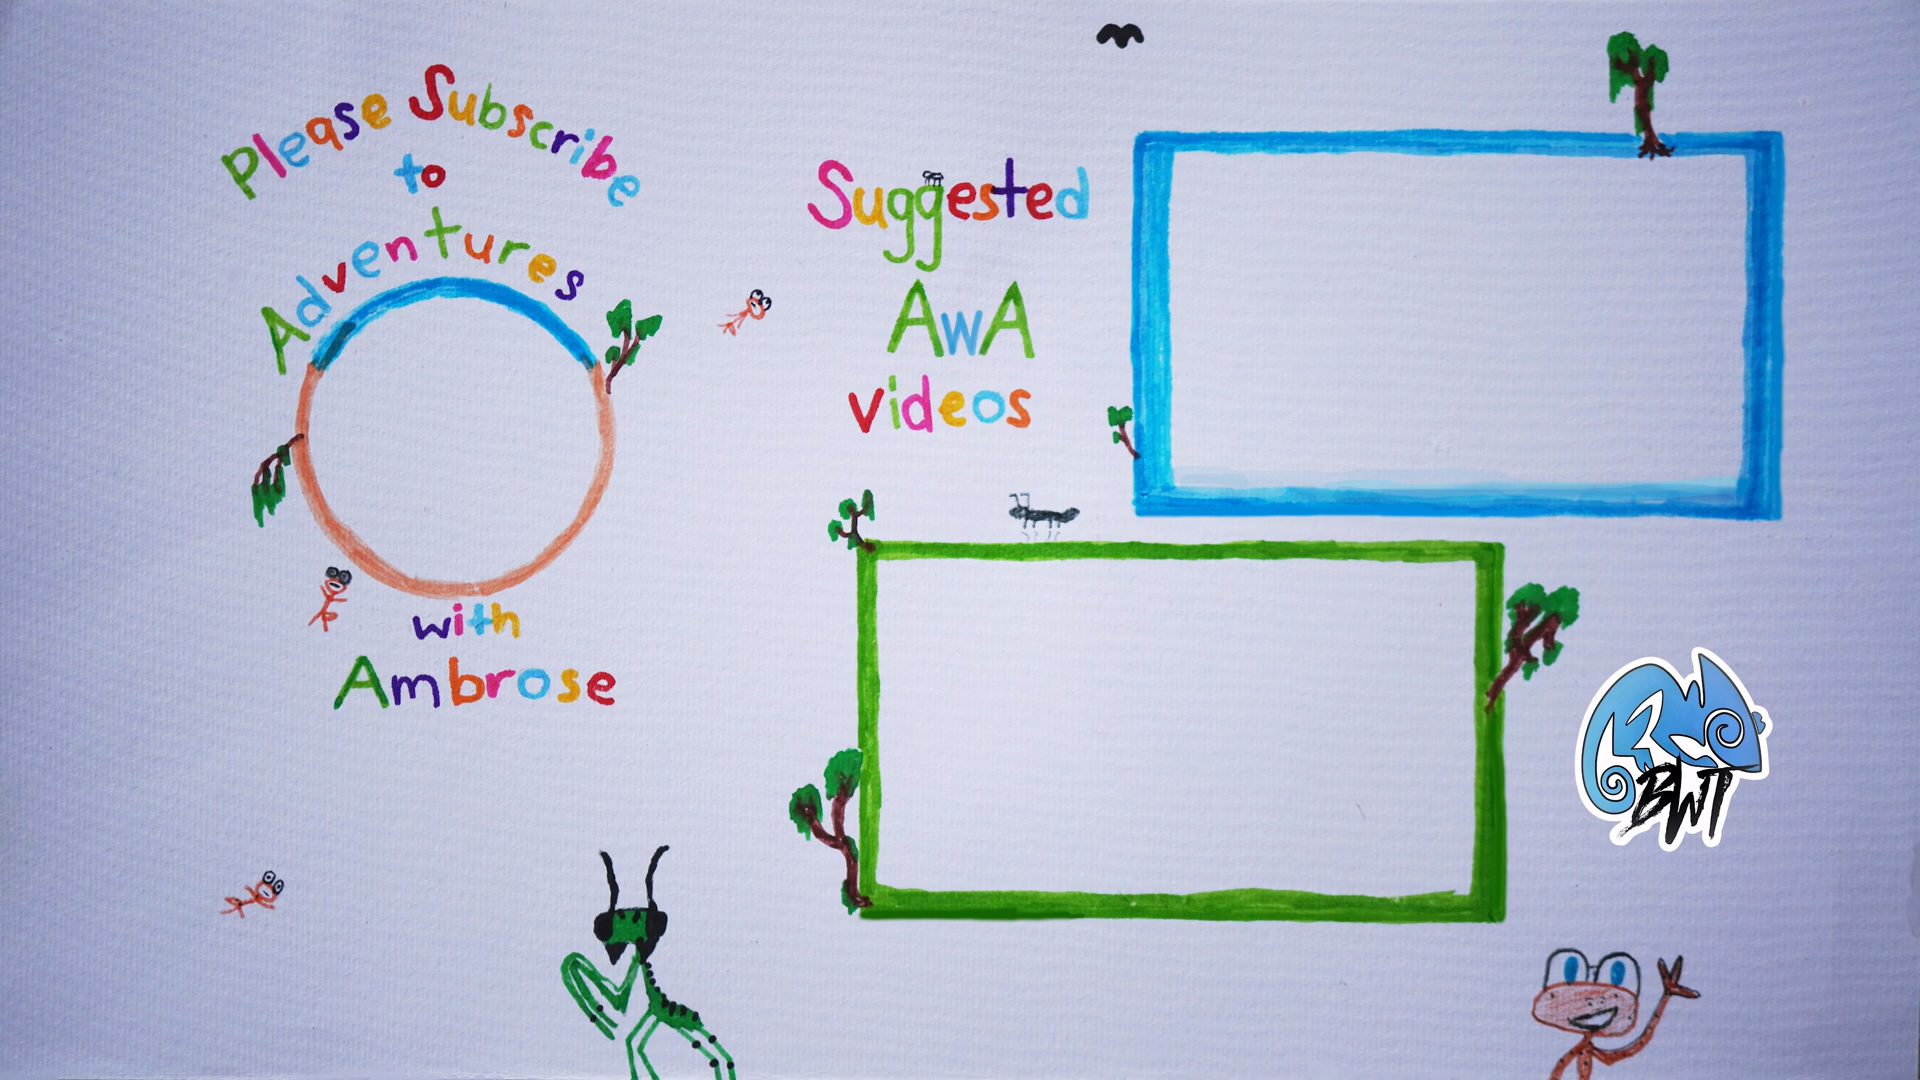 Please Subscribe
to
Adventures
with
Ambrose
Suggested
AwA
videos
BWT